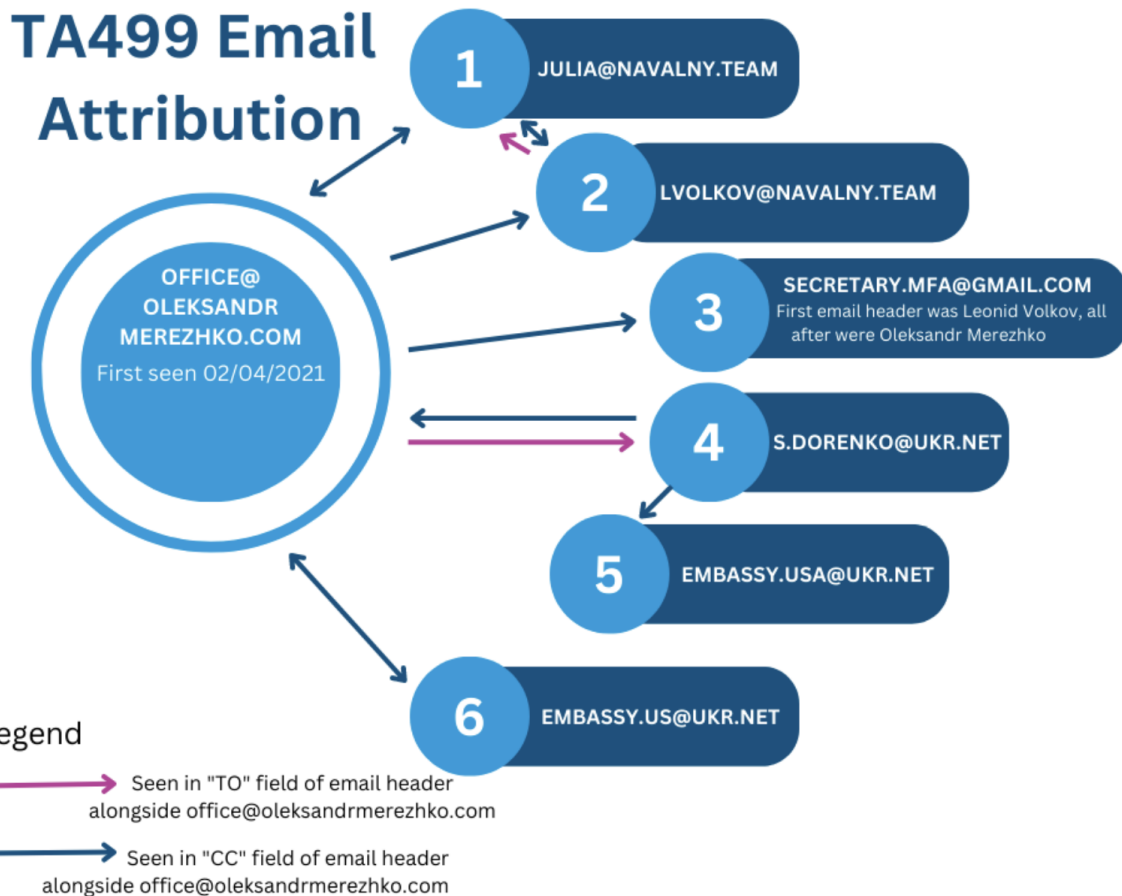 TA499 Email
Attribution
1
JULIA@NAVALNY.TEAM
2
LVOLKOV@NAVALNY.TEAM
OFFICE@
OLEKSANDR
MEREZHKO.COM
First seen 02/04/2021
3
SECRETARY.MFA@GMAIL.COM
First email header was Leonid Volkov, all
after were Oleksandr Merezhko
4
S.DORENKO@UKR.NET
5
EMBASSY.USA@UKR.NET
6
EMBASSY.US@UKR.NET
egend
Seen in "TO" field of email header
alongside office@oleksandrmerezhko.com
Seen in "CC" field of email header
alongside office@oleksandrmerezhko.com